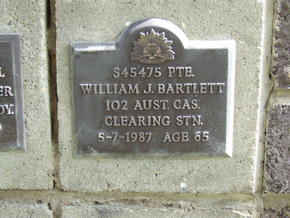 S45475 PTE.
WILLIAM J. BARTLETT
102 AUST. CAS.
CLEARING STN.
5-7-1987 AGE 65